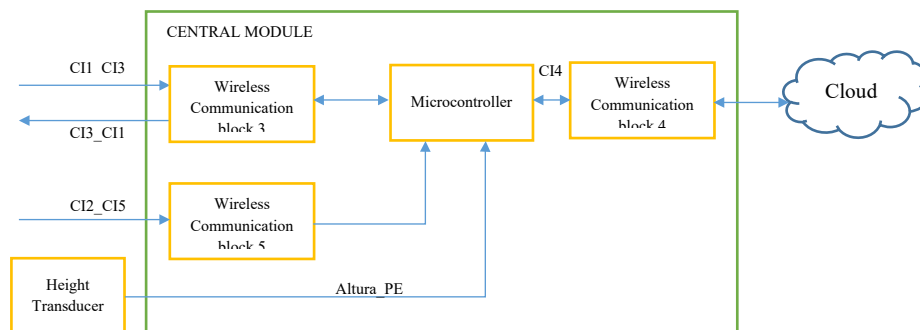 CENTRAL MODULE
CI1_CI3
Wireless
Communication
block 3
CI3_CI1
Microcontroller
CI4
Wireless
Communication
block 4
Cloud
CI2_CI5
Wireless
Communication
block 5
Height
Transducer
Altura_PE